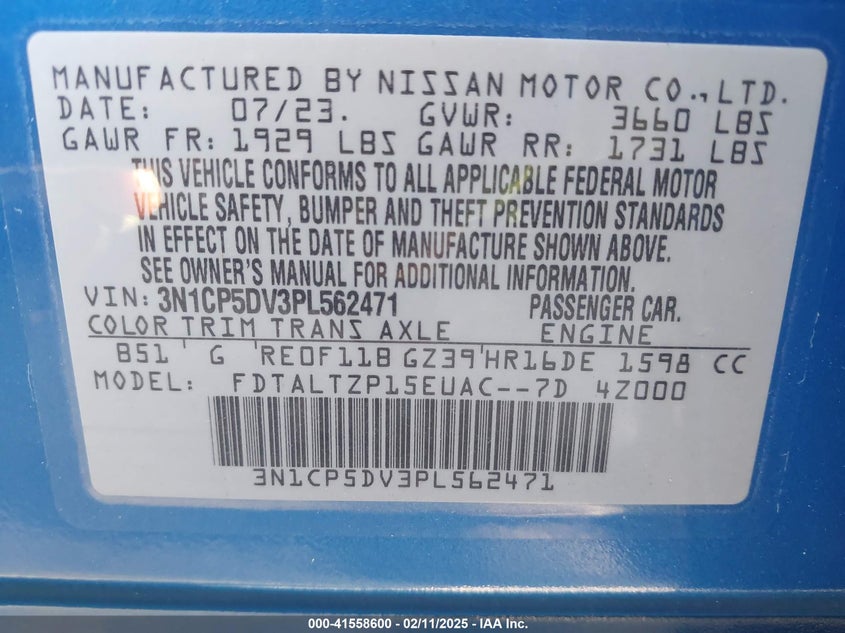 MANUFACTURED BY NISSAN MOTOR CO., LTD.
DATE: 07/23. GVWR: 3660 LBS
GAWR FR: 1929 LBS GAWR RR: 1731 LBS
THIS VEHICLE CONFORMS TO ALL APPLICABLE FEDERAL MOTOR
VEHICLE SAFETY, BUMPER AND THEFT PREVENTION STANDARDS
IN EFFECT ON THE DATE OF MANUFACTURE SHOWN ABOVE.
SEE OWNER'S MANUAL FOR ADDITIONAL INFORMATION.
VIN: 3N1CP5DV3PL562471 PASSENGER CAR.
COLOR TRIM TRANS AXLE ENGINE
B51 G RE0F11B GZ39 HR16DE 1598 CC
MODEL: FDTALTZP15EUAC--7D 4Z000
3N1CP5DV3PL562471
000-41558600 - 02/11/2025 - IAA Inc.